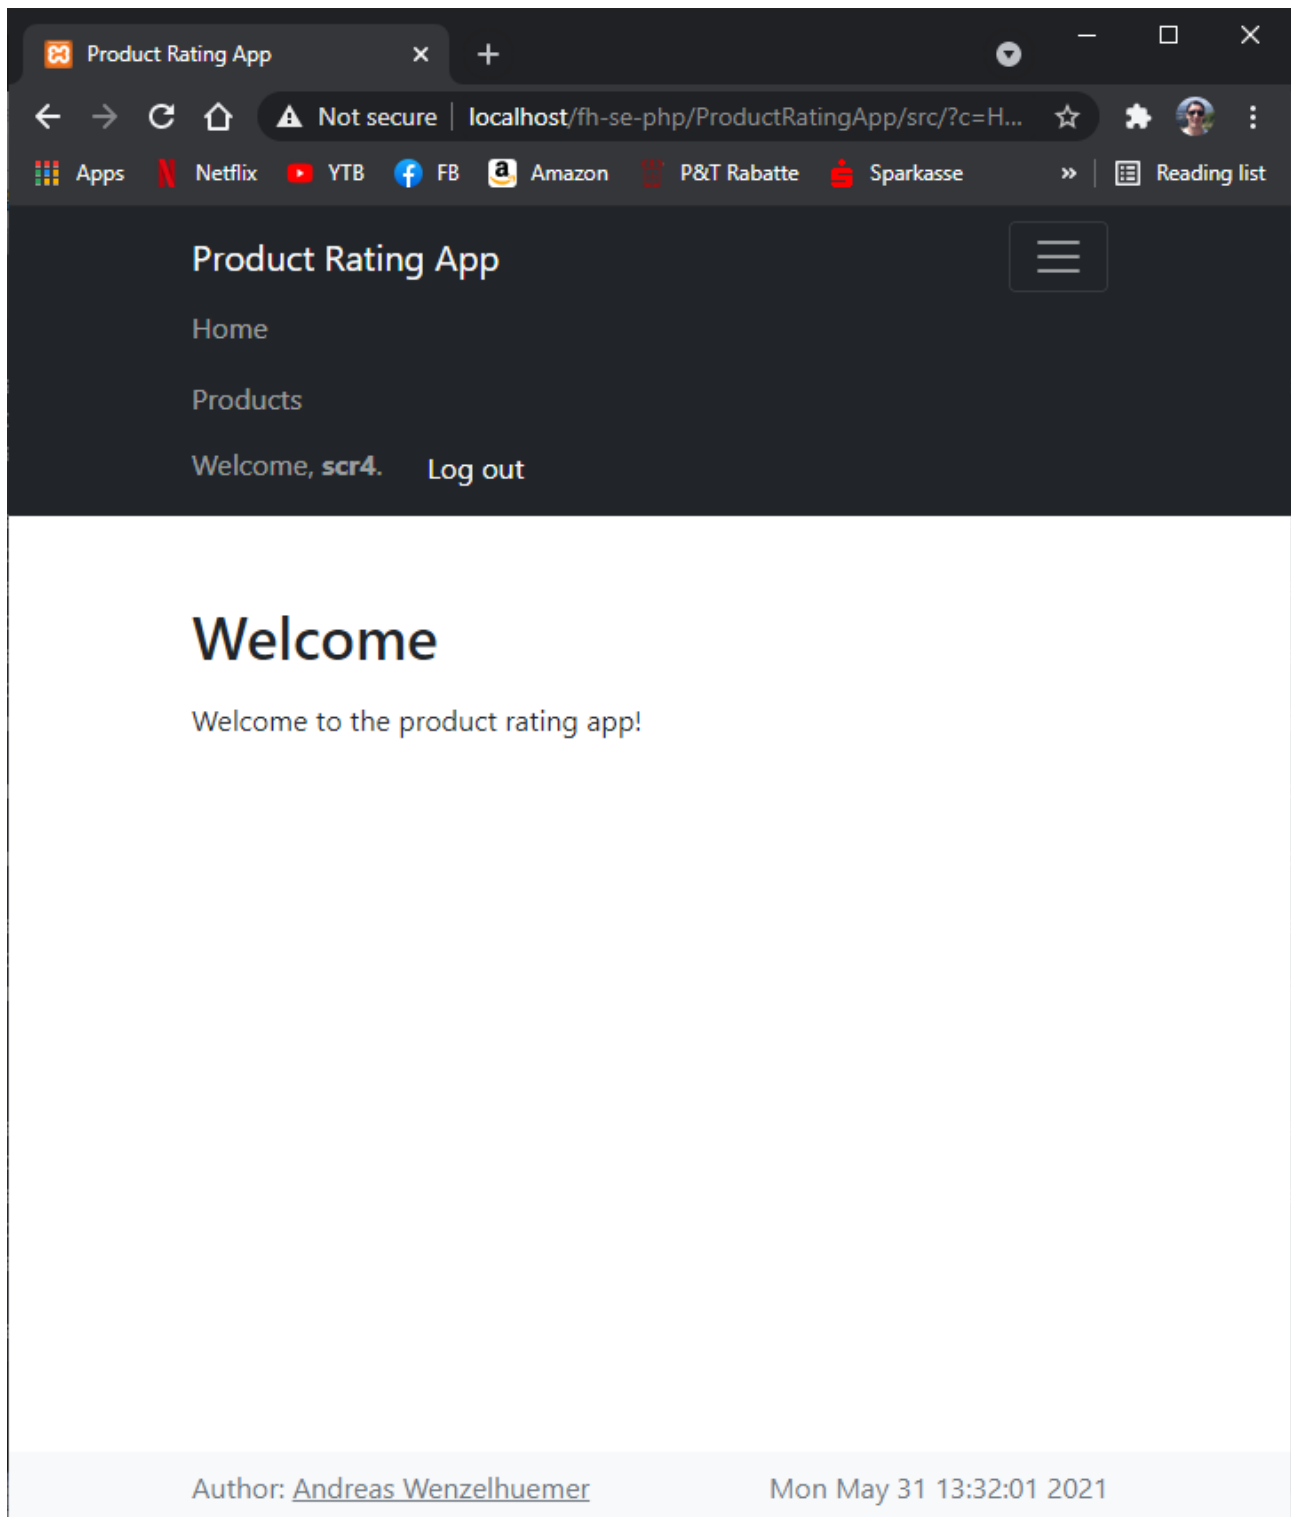 Product Rating App
Not secure | localhost/fh-se-php/ProductRatingApp/src/?c=H...
Apps Netflix YTB FB a Amazon P&T Rabatte Sparkasse » Reading list
Product Rating App
Home
Products
Welcome, scr4. Log out
Welcome
Welcome to the product rating app!
Author: Andreas Wenzelhuemer Mon May 31 13:32:01 2021